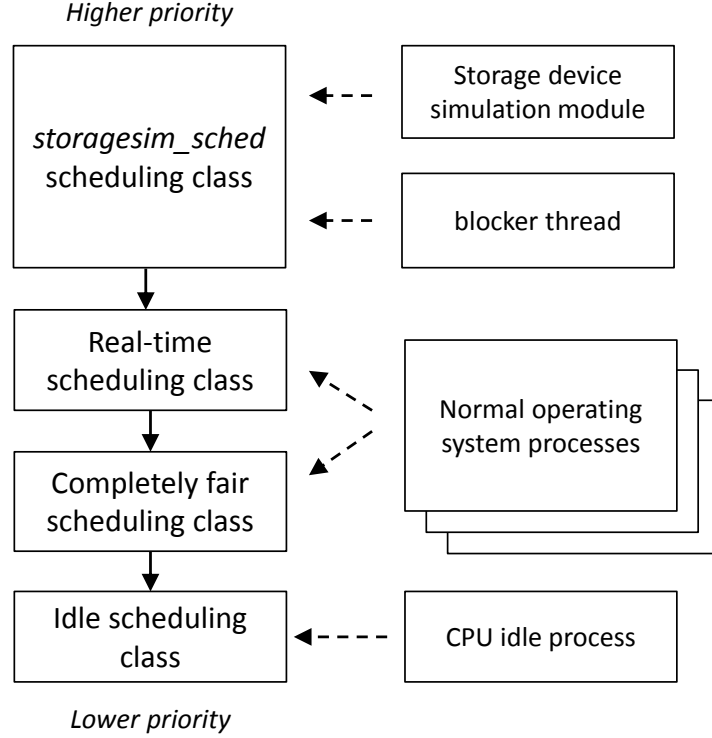 Higher priority
storagesim_sched
scheduling class
Storage device
simulation module
blocker thread
Real-time
scheduling class
Normal operating
system processes
Completely fair
scheduling class
Idle scheduling
class
CPU idle process
Lower priority